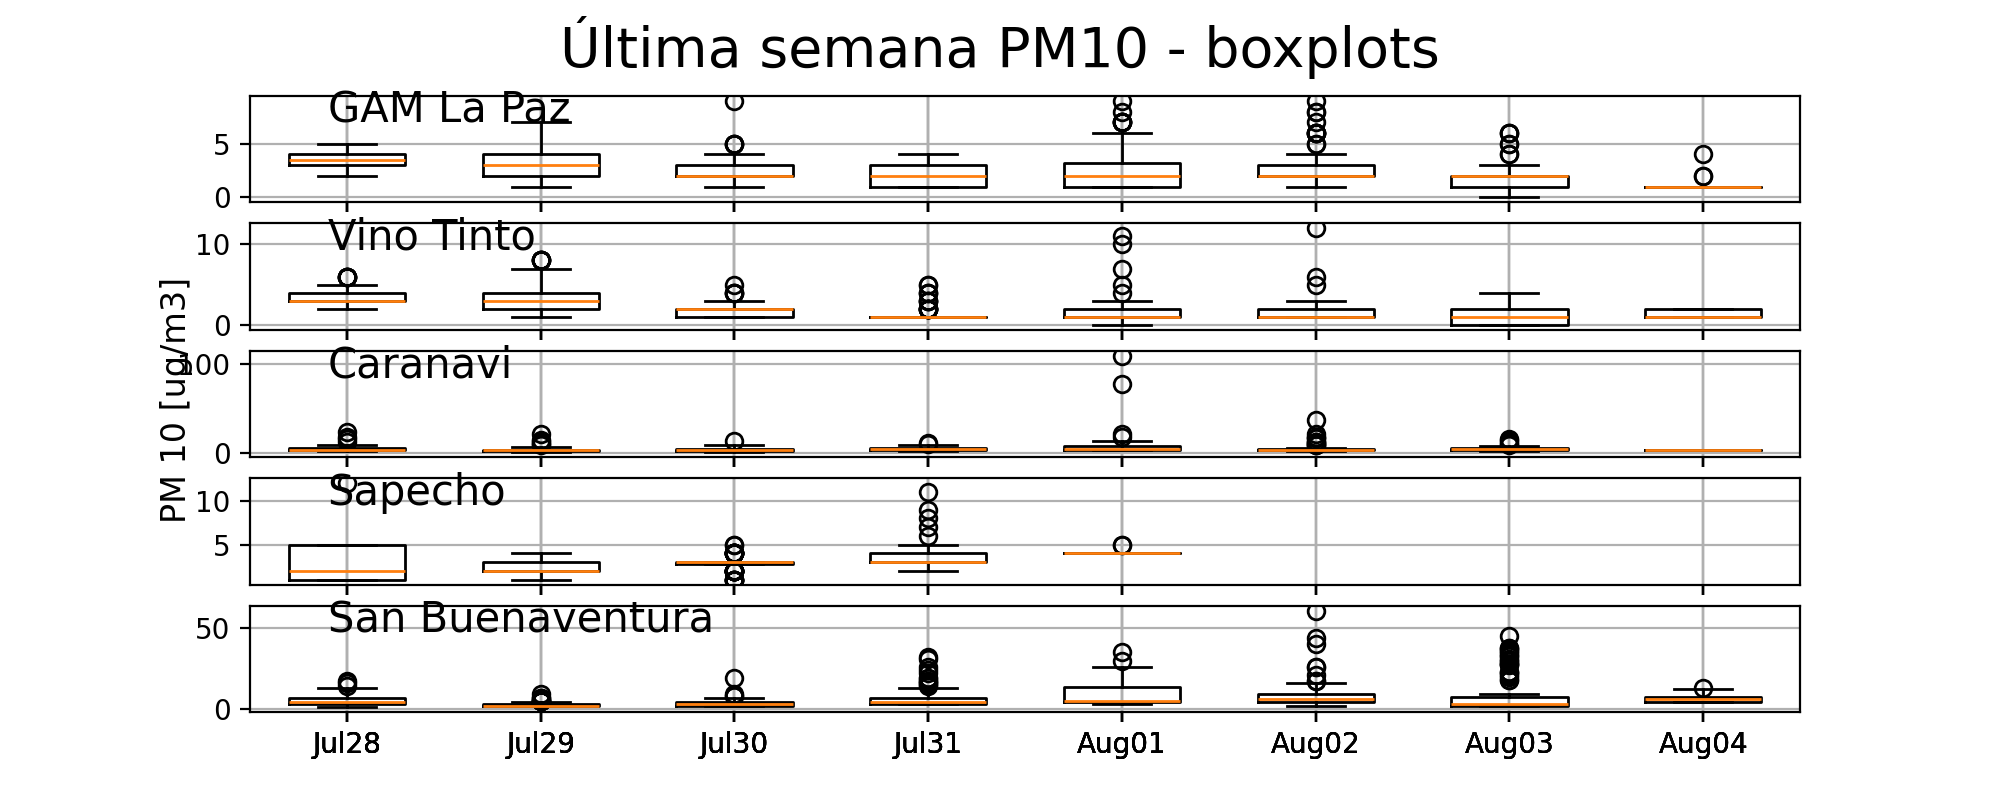 Última semana PM10 - boxplots
GAM La Paz
5
0
Vino Tinto
10
0
PM 10 [ug/m3]
Caranavi
100
0
Sapecho
10
5
San Buenaventura
50
0
Jul28 Jul29 Jul30 Jul31 Aug01 Aug02 Aug03 Aug04